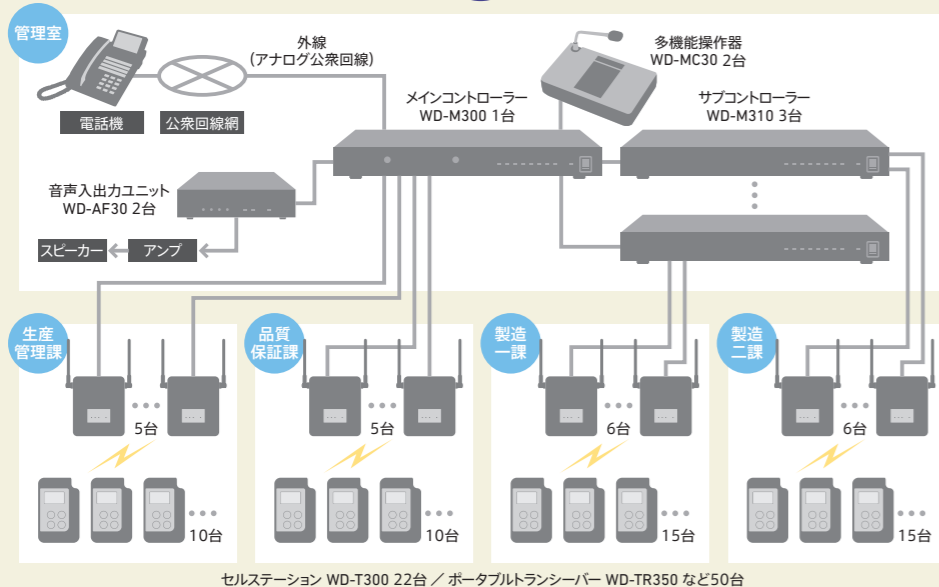 管理室
外線
(アナログ公衆回線)
多機能操作器
WD-MC30 2台
メインコントローラー
WD-M300 1台
サブコントローラー
WD-M310 3台
電話機
公衆回線網
音声入出力ユニット
WD-AF30 2台
スピーカー
アンプ
生産
管理課
品質
保証課
製造
一課
製造
二課
5台
5台
6台
6台
10台
10台
15台
15台
セルステーション WD-T300 22台 ／ ポータブルトランシーバー WD-TR350 など50台